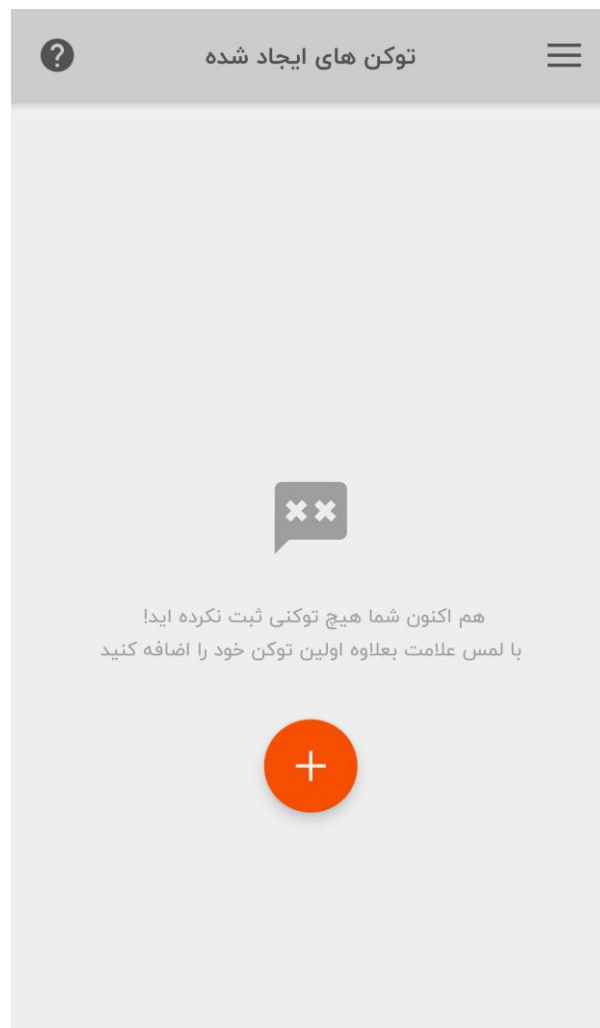 توکن های ایجاد شده
هم اکنون شما هیچ توکنی ثبت نکرده اید!
با لمس علامت بعلاوه اولین توکن خود را اضافه کنید